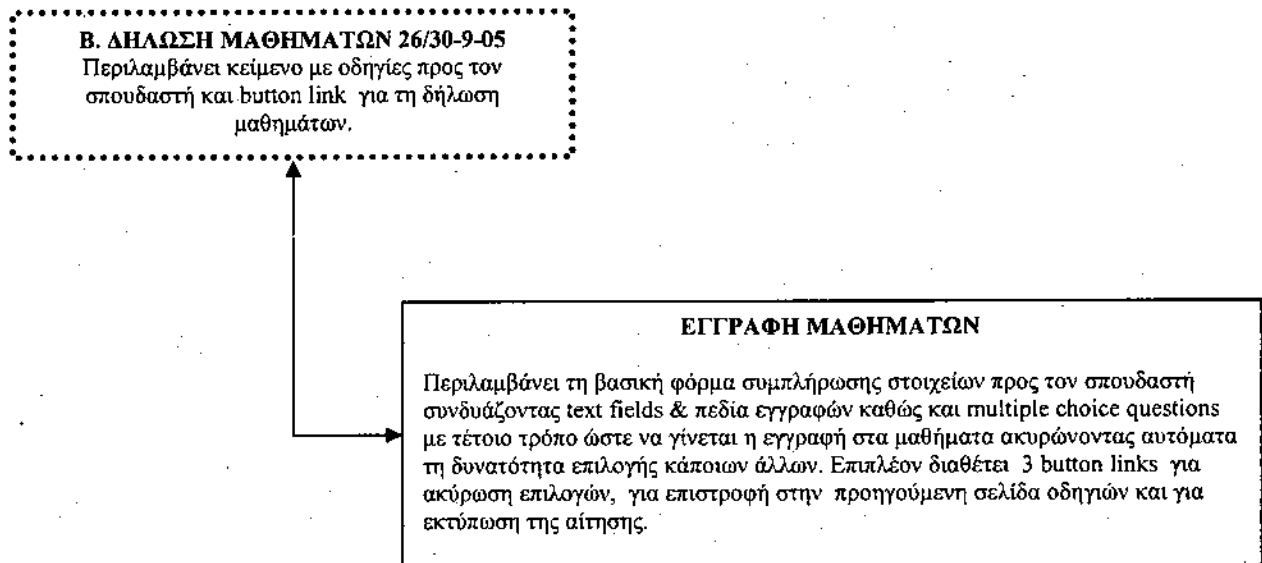 Β. ΔΗΛΩΣΗ ΜΑΘΗΜΑΤΩΝ 26/30-9-05
Περιλαμβάνει κείμενο με οδηγίες προς τον
σπουδαστή και button link για τη δήλωση
μαθημάτων.
ΕΓΓΡΑΦΗ ΜΑΘΗΜΑΤΩΝ
Περιλαμβάνει τη βασική φόρμα συμπλήρωσης στοιχείων προς τον σπουδαστή
συνδυάζοντας text fields & πεδία εγγραφών καθώς και multiple choice questions
με τέτοιο τρόπο ώστε να γίνεται η εγγραφή στα μαθήματα ακυρώνοντας αυτόματα
τη δυνατότητα επιλογής κάποιων άλλων. Επιπλέον διαθέτει 3 button links για
ακύρωση επιλογών, για επιστροφή στην προηγούμενη σελίδα οδηγιών και για
εκτύπωση της αίτησης.